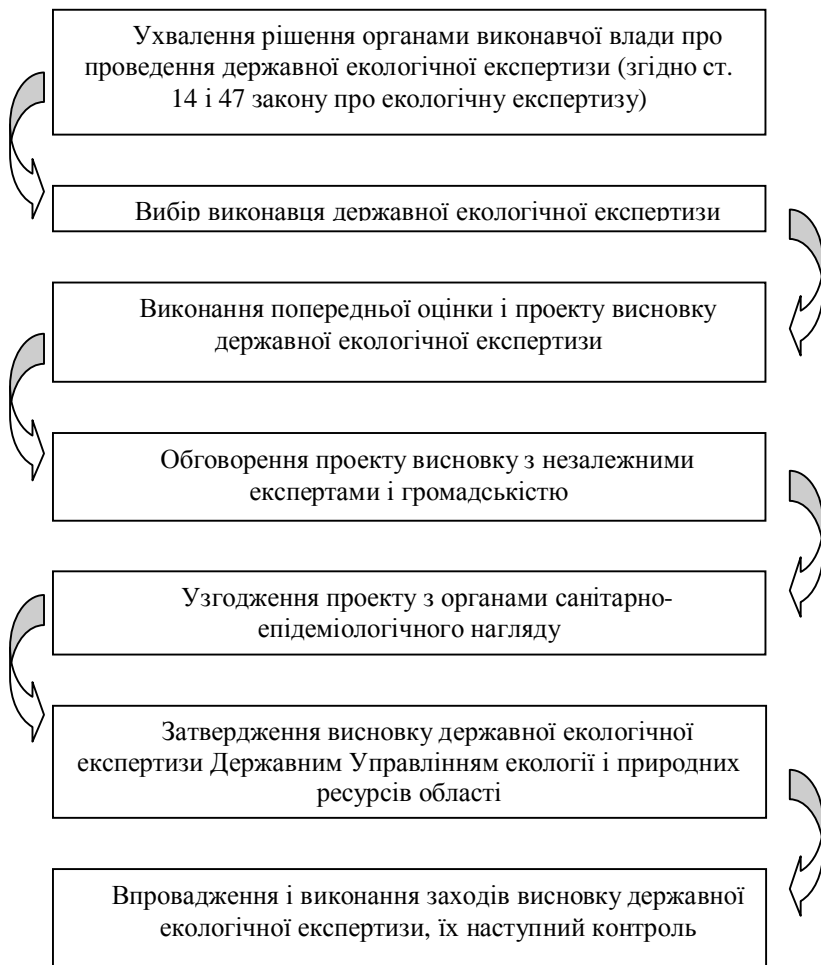 Ухвалення рішення органами виконавчої влади про
проведення державної екологічної експертизи (згідно ст.
14 і 47 закону про екологічну експертизу)
Вибір виконавця державної екологічної експертизи
Виконання попередньої оцінки і проекту висновку
державної екологічної експертизи
Обговорення проекту висновку з незалежними
експертами і громадськістю
Узгодження проекту з органами санітарно-
епідеміологічного нагляду
Затвердження висновку державної екологічної
експертизи Державним Управлінням екології і природних
ресурсів області
Впровадження і виконання заходів висновку державної
екологічної експертизи, їх наступний контроль